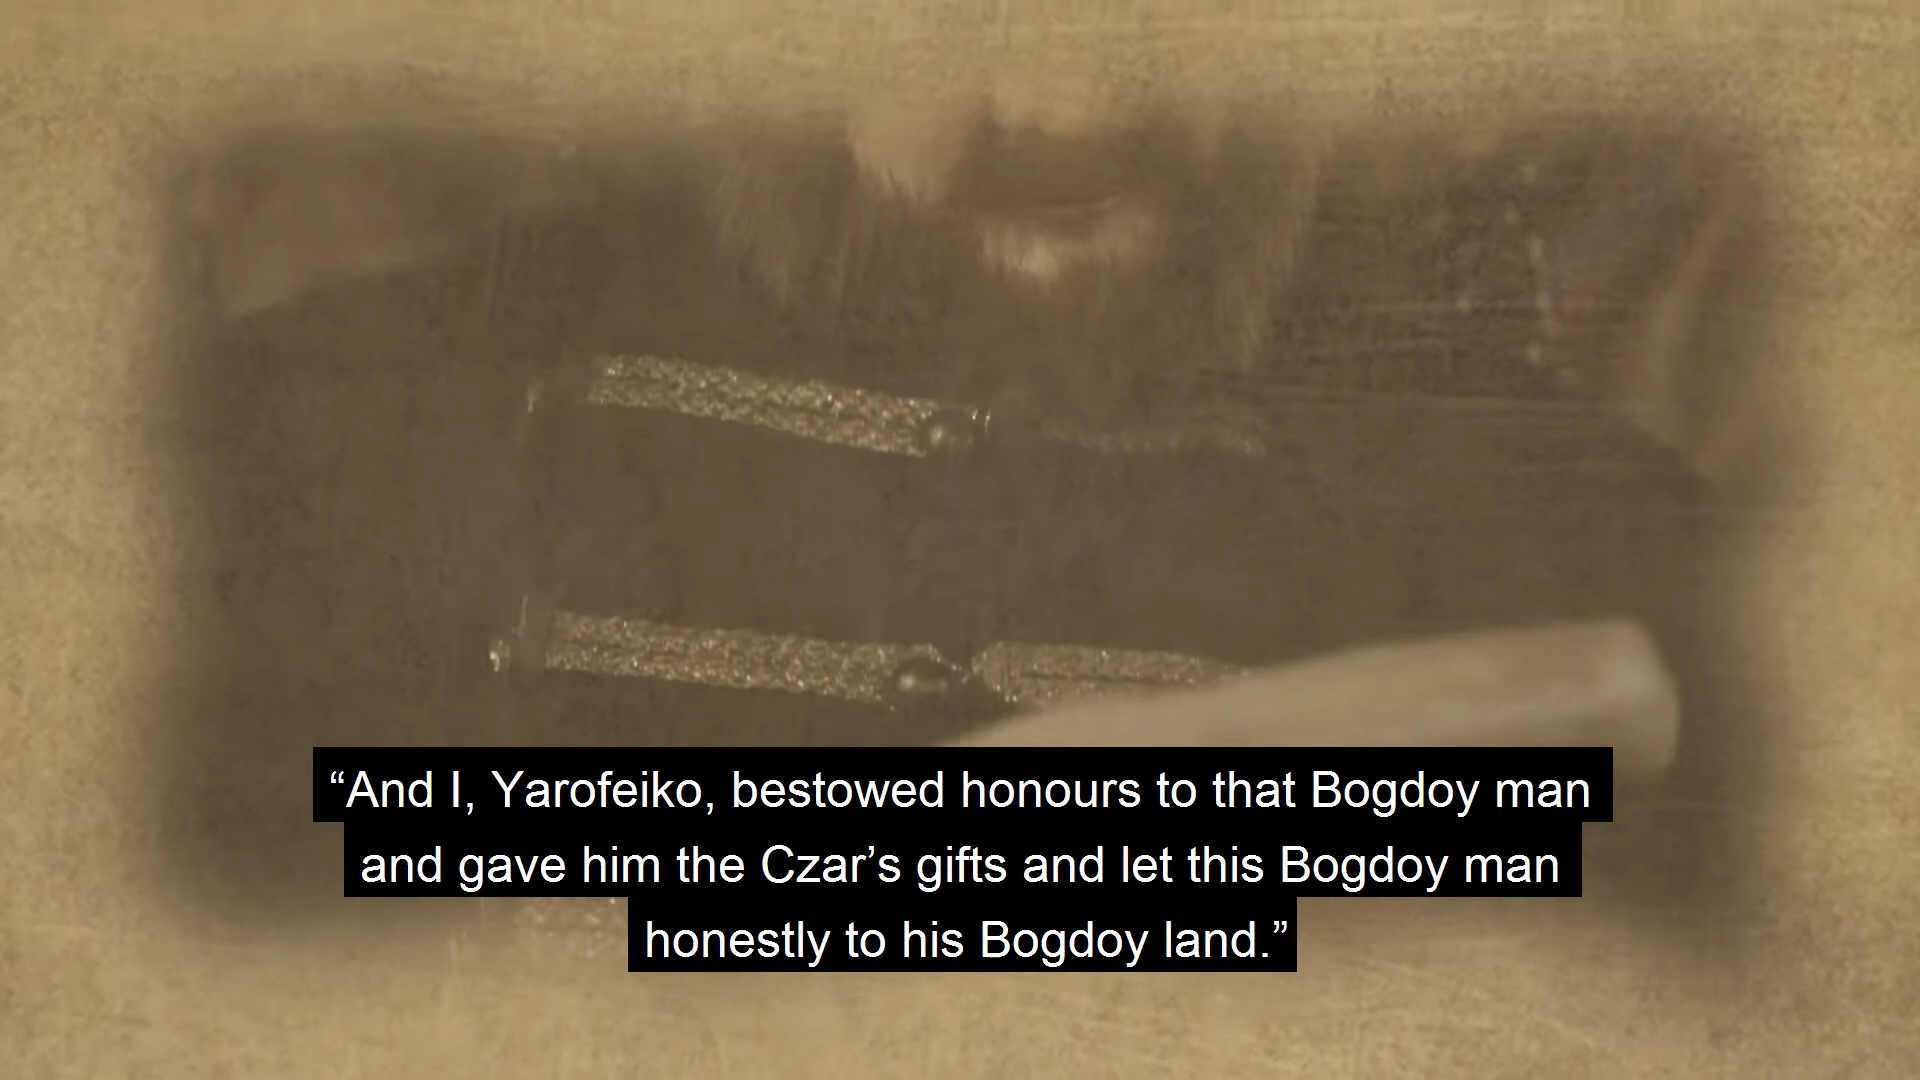 “And I, Yarofeiko, bestowed honours to that Bogdoy man
and gave him the Czar’s gifts and let this Bogdoy man
honestly to his Bogdoy land.”